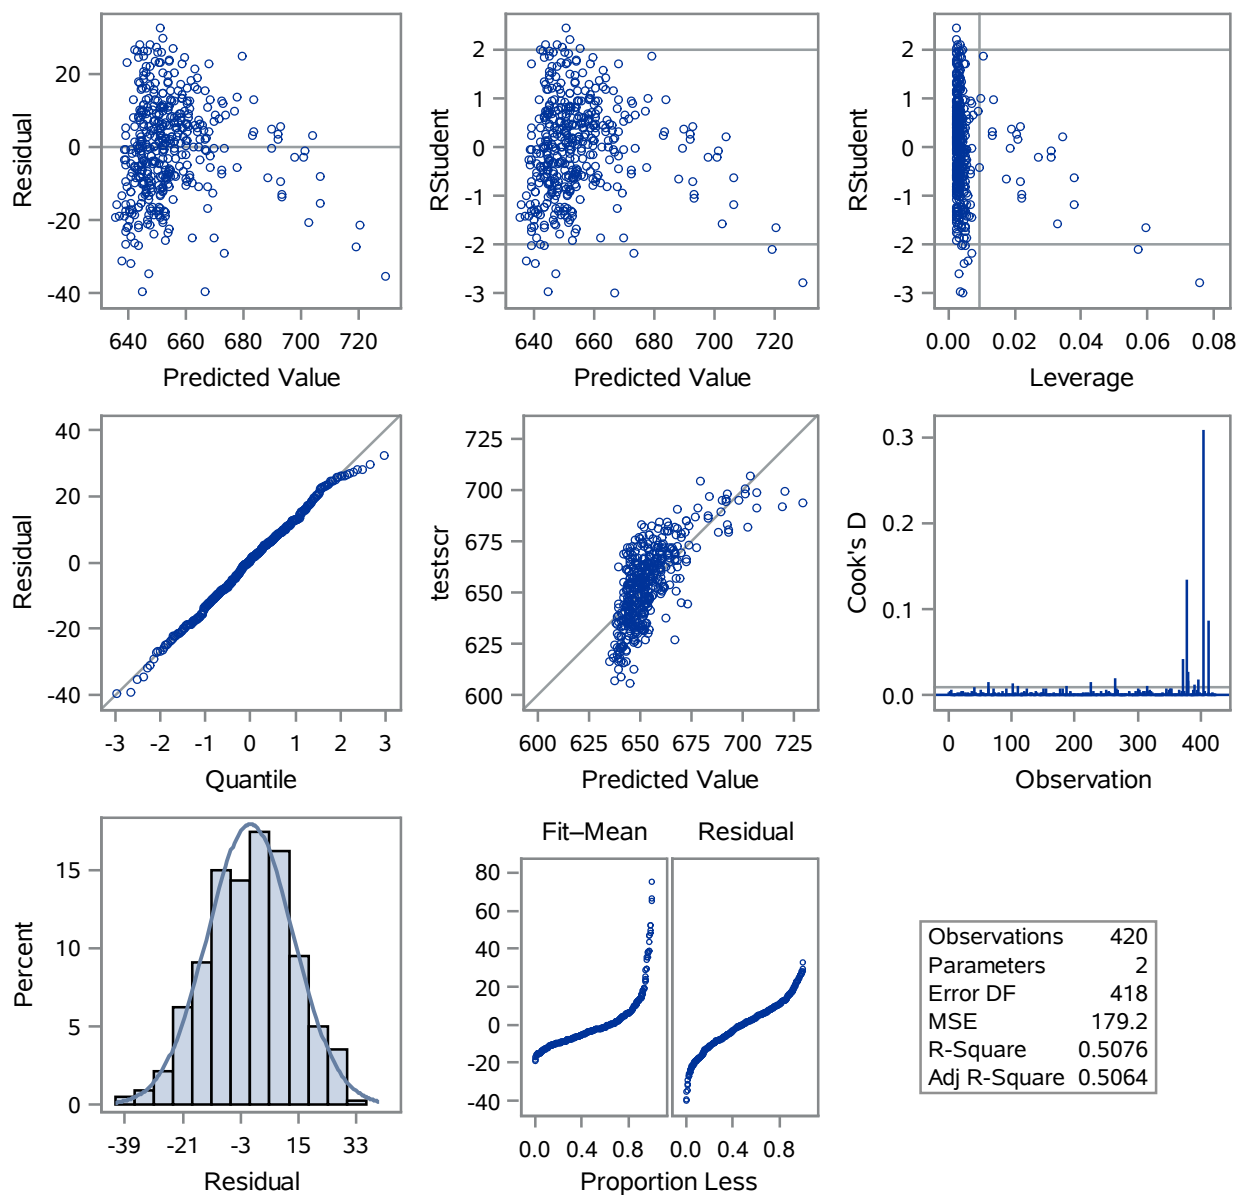 20
0
-20
-40
640 660 680 700 720
Residual
Predicted Value
2
1
0
-1
-2
-3
640 660 680 700 720
RStudent
Predicted Value
2
1
0
-1
-2
-3
0.00 0.02 0.04 0.06 0.08
RStudent
Leverage
40
20
0
-20
-40
-3 -2 -1 0 1 2 3
Residual
Quantile
725
700
675
650
625
600
600 625 650 675 700 725
testscr
Predicted Value
0.3
0.2
0.1
0.0
0 100 200 300 400
Cook's D
Observation
15
10
5
0
-39 -21 -3 15 33
Percent
Residual
Fit–Mean Residual
80
60
40
20
0
-20
-40
0.0 0.4 0.8 0.0 0.4 0.8
Proportion Less
Observations 420
Parameters 2
Error DF 418
MSE 179.2
R-Square 0.5076
Adj R-Square 0.5064